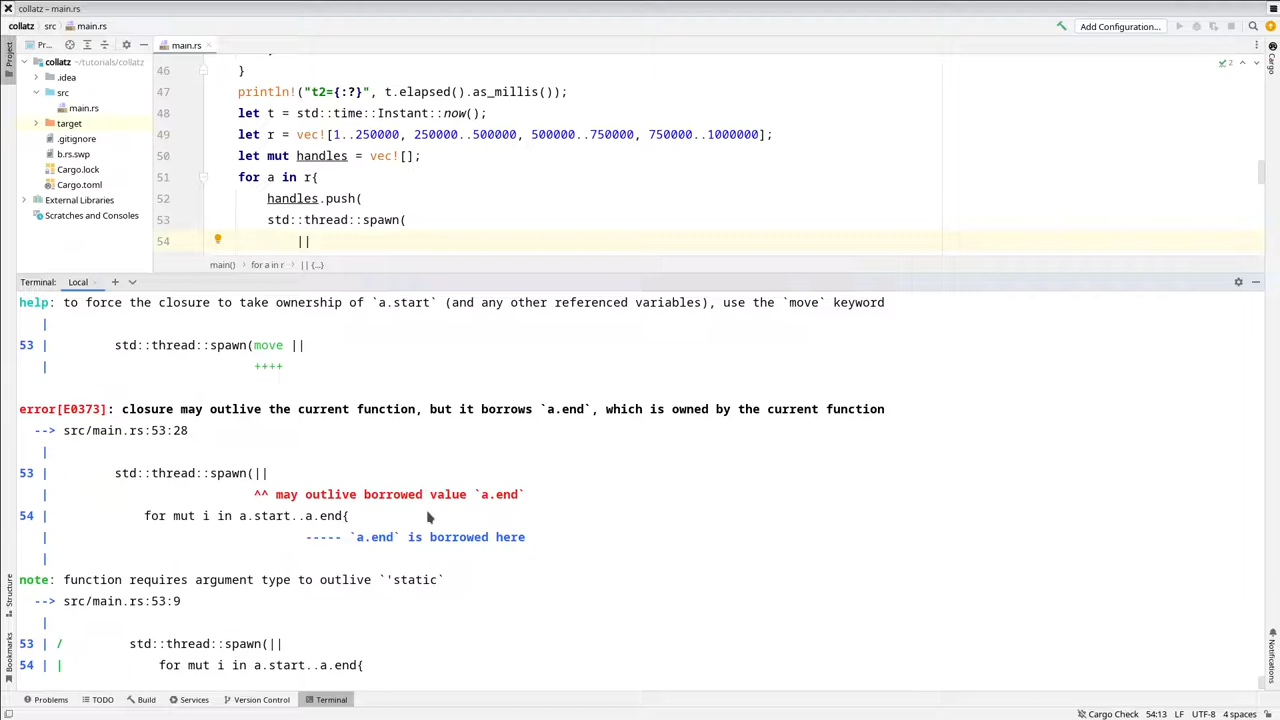 collatz – main.rs
collatz › src › main.rs
Add Configuration...
Project
Pr...
main.rs
Cargo
collatz ~/tutorials/collatz
.idea
src
main.rs
target
.gitignore
b.rs.swp
Cargo.lock
Cargo.toml
External Libraries
Scratches and Consoles
2
46 }
47 println!("t2={:?}", t.elapsed().as_millis());
48 let t = std::time::Instant::now();
49 let r = vec![1..250000, 250000..500000, 500000..750000, 750000..1000000];
50 let mut handles = vec![];
51 for a in r{
52 handles.push(
53 std::thread::spawn(
54 ||
main() › for a in r › || {...}
Terminal: Local
help: to force the closure to take ownership of `a.start` (and any other referenced variables), use the `move` keyword
|
53 | std::thread::spawn(move ||
| ++++
error[E0373]: closure may outlive the current function, but it borrows `a.end`, which is owned by the current function
--> src/main.rs:53:28
|
53 | std::thread::spawn(||
| ^^ may outlive borrowed value `a.end`
54 | for mut i in a.start..a.end{
| ----- `a.end` is borrowed here
|
note: function requires argument type to outlive `'static`
--> src/main.rs:53:9
|
53 | / std::thread::spawn(||
54 | | for mut i in a.start..a.end{
Structure
Bookmarks
Notifications
Problems TODO Build Services Version Control Terminal
Cargo Check 54:13 LF UTF-8 4 spaces